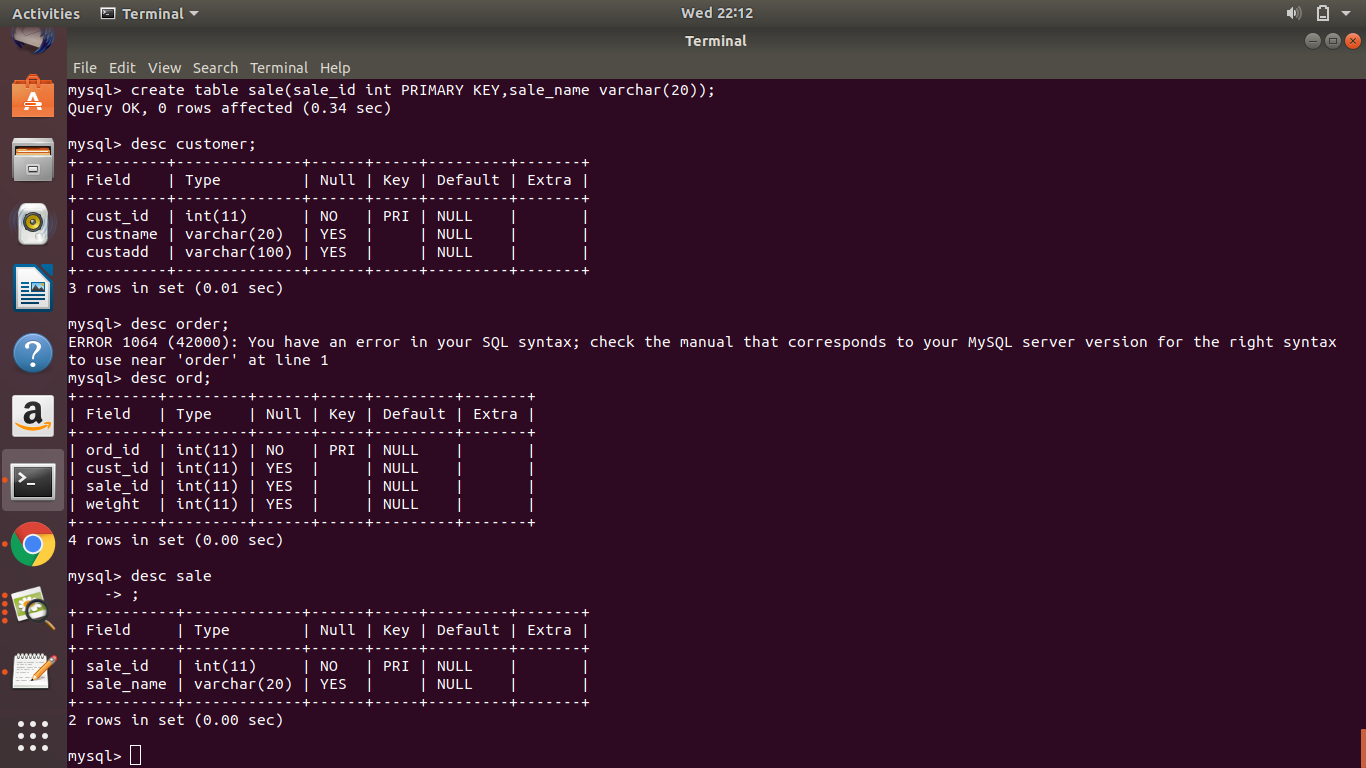 Activities Terminal Wed 22:12
Terminal
File Edit View Search Terminal Help
mysql> create table sale(sale_id int PRIMARY KEY,sale_name varchar(20));
Query OK, 0 rows affected (0.34 sec)

mysql> desc customer;
+----------+--------------+------+-----+---------+-------+
| Field    | Type         | Null | Key | Default | Extra |
+----------+--------------+------+-----+---------+-------+
| cust_id  | int(11)      | NO   | PRI | NULL    |       |
| custname | varchar(20)  | YES  |     | NULL    |       |
| custadd  | varchar(100) | YES  |     | NULL    |       |
+----------+--------------+------+-----+---------+-------+
3 rows in set (0.01 sec)

mysql> desc order;
ERROR 1064 (42000): You have an error in your SQL syntax; check the manual that corresponds to your MySQL server version for the right syntax
to use near 'order' at line 1
mysql> desc ord;
+---------+---------+------+-----+---------+-------+
| Field   | Type    | Null | Key | Default | Extra |
+---------+---------+------+-----+---------+-------+
| ord_id  | int(11) | NO   | PRI | NULL    |       |
| cust_id | int(11) | YES  |     | NULL    |       |
| sale_id | int(11) | YES  |     | NULL    |       |
| weight  | int(11) | YES  |     | NULL    |       |
+---------+---------+------+-----+---------+-------+
4 rows in set (0.00 sec)

mysql> desc sale
    -> ;
+-----------+-------------+------+-----+---------+-------+
| Field     | Type        | Null | Key | Default | Extra |
+-----------+-------------+------+-----+---------+-------+
| sale_id   | int(11)     | NO   | PRI | NULL    |       |
| sale_name | varchar(20) | YES  |     | NULL    |       |
+-----------+-------------+------+-----+---------+-------+
2 rows in set (0.00 sec)

mysql>